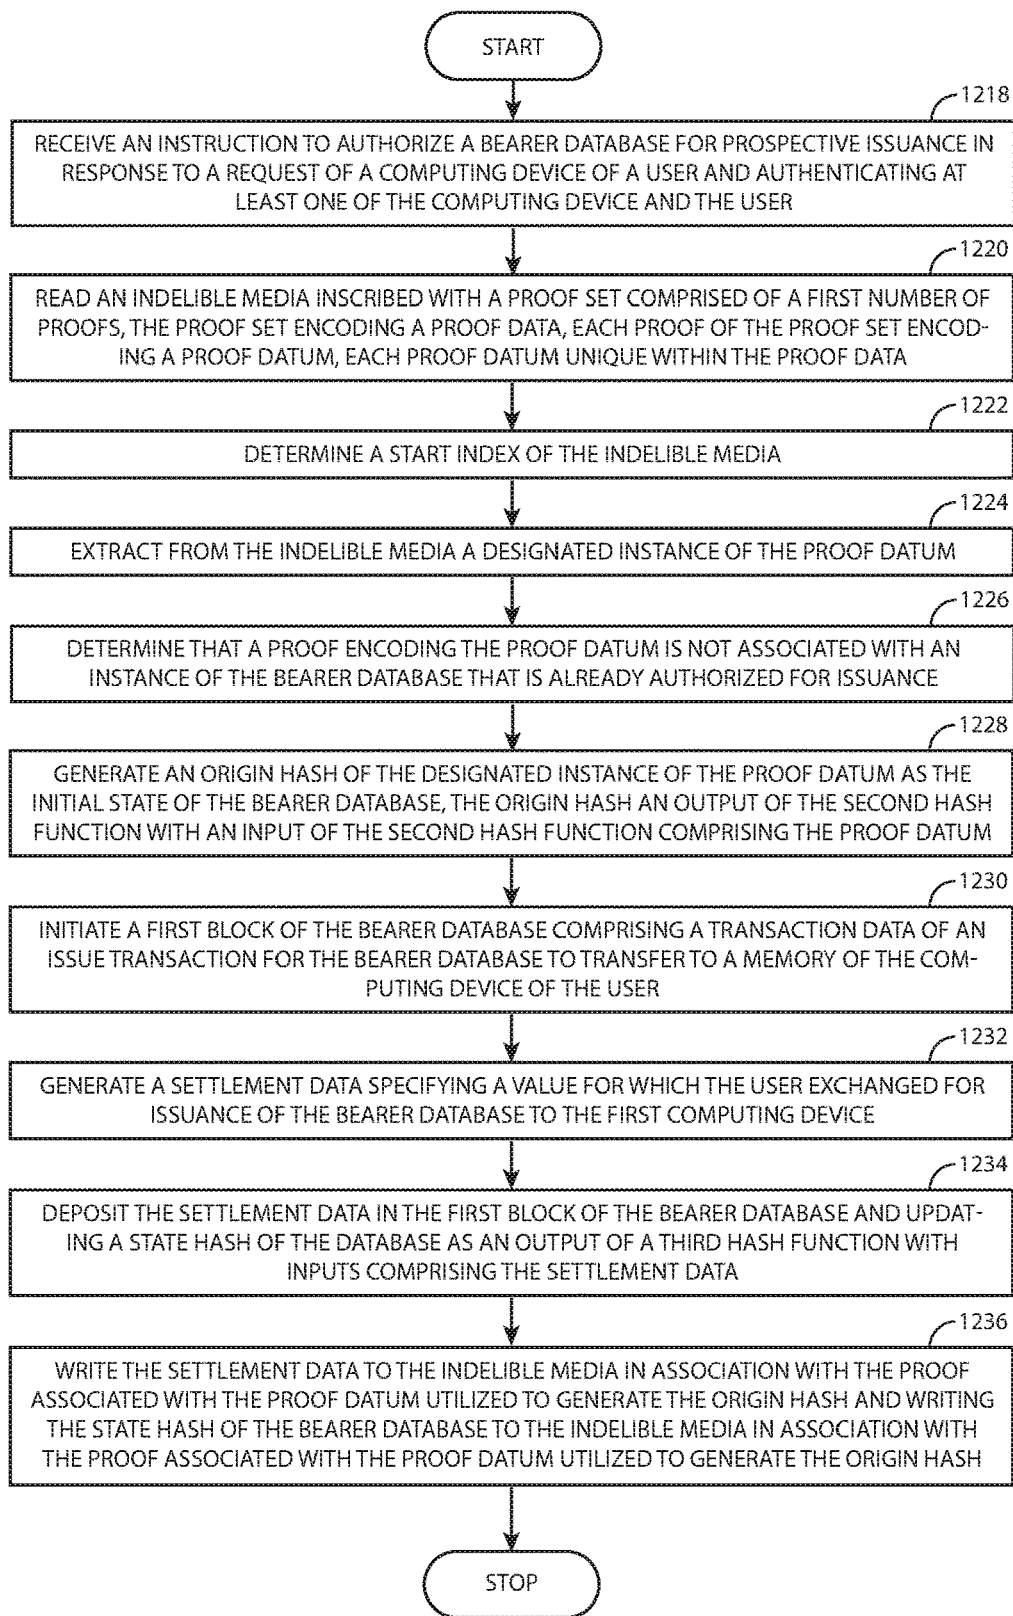 START
1218
RECEIVE AN INSTRUCTION TO AUTHORIZE A BEARER DATABASE FOR PROSPECTIVE ISSUANCE IN
RESPONSE TO A REQUEST OF A COMPUTING DEVICE OF A USER AND AUTHENTICATING AT
LEAST ONE OF THE COMPUTING DEVICE AND THE USER
1220
READ AN INDELIBLE MEDIA INSCRIBED WITH A PROOF SET COMPRISED OF A FIRST NUMBER OF
PROOFS, THE PROOF SET ENCODING A PROOF DATA, EACH PROOF OF THE PROOF SET ENCOD-
ING A PROOF DATUM, EACH PROOF DATUM UNIQUE WITHIN THE PROOF DATA
1222
DETERMINE A START INDEX OF THE INDELIBLE MEDIA
1224
EXTRACT FROM THE INDELIBLE MEDIA A DESIGNATED INSTANCE OF THE PROOF DATUM
1226
DETERMINE THAT A PROOF ENCODING THE PROOF DATUM IS NOT ASSOCIATED WITH AN
INSTANCE OF THE BEARER DATABASE THAT IS ALREADY AUTHORIZED FOR ISSUANCE
1228
GENERATE AN ORIGIN HASH OF THE DESIGNATED INSTANCE OF THE PROOF DATUM AS THE
INITIAL STATE OF THE BEARER DATABASE, THE ORIGIN HASH AN OUTPUT OF THE SECOND HASH
FUNCTION WITH AN INPUT OF THE SECOND HASH FUNCTION COMPRISING THE PROOF DATUM
1230
INITIATE A FIRST BLOCK OF THE BEARER DATABASE COMPRISING A TRANSACTION DATA OF AN
ISSUE TRANSACTION FOR THE BEARER DATABASE TO TRANSFER TO A MEMORY OF THE COM-
PUTING DEVICE OF THE USER
1232
GENERATE A SETTLEMENT DATA SPECIFYING A VALUE FOR WHICH THE USER EXCHANGED FOR
ISSUANCE OF THE BEARER DATABASE TO THE FIRST COMPUTING DEVICE
1234
DEPOSIT THE SETTLEMENT DATA IN THE FIRST BLOCK OF THE BEARER DATABASE AND UPDAT-
ING A STATE HASH OF THE DATABASE AS AN OUTPUT OF A THIRD HASH FUNCTION WITH
INPUTS COMPRISING THE SETTLEMENT DATA
1236
WRITE THE SETTLEMENT DATA TO THE INDELIBLE MEDIA IN ASSOCIATION WITH THE PROOF
ASSOCIATED WITH THE PROOF DATUM UTILIZED TO GENERATE THE ORIGIN HASH AND WRITING
THE STATE HASH OF THE BEARER DATABASE TO THE INDELIBLE MEDIA IN ASSOCIATION WITH
THE PROOF ASSOCIATED WITH THE PROOF DATUM UTILIZED TO GENERATE THE ORIGIN HASH
STOP